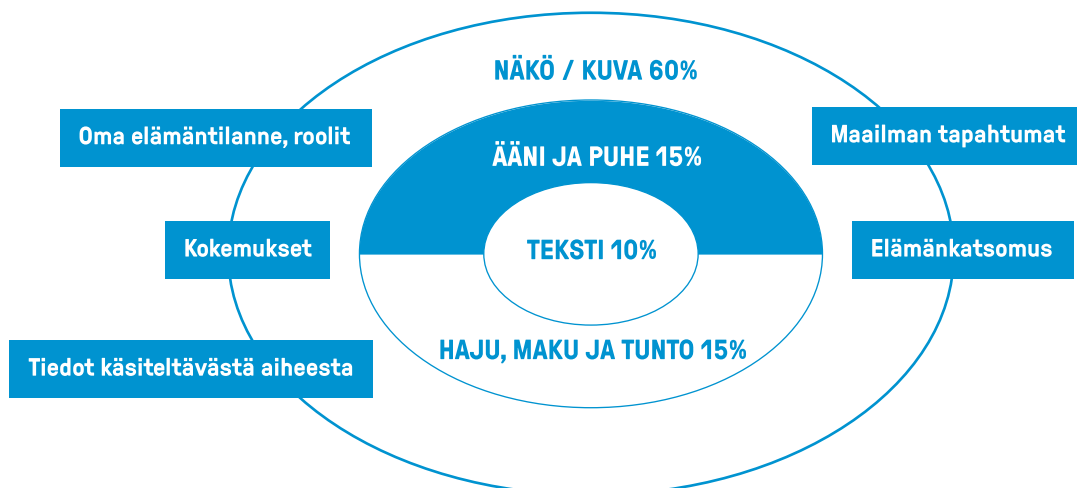 NÄKÖ / KUVA 60%
Oma elämäntilanne, roolit
Maailman tapahtumat
ÄÄNI JA PUHE 15%
Kokemukset
TEKSTI 10%
Elämänkatsomus
HAJU, MAKU JA TUNTO 15%
Tiedot käsiteltävästä aiheesta